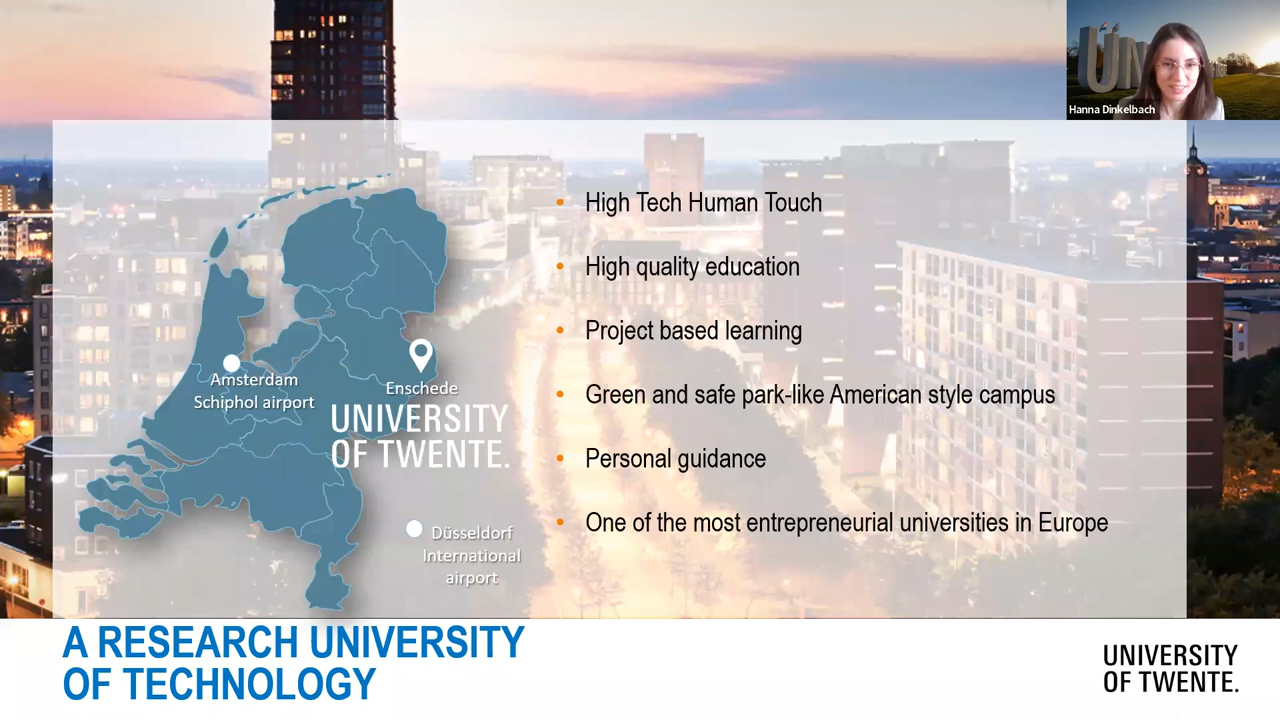 ÜN
Hanna Dinkelbach
High Tech Human Touch
High quality education
Project based learning
Green and safe park-like American style campus
Personal guidance
One of the most entrepreneurial universities in Europe
Amsterdam
Schiphol airport
Enschede
UNIVERSITY
OF TWENTE.
Düsseldorf
International
airport
A RESEARCH UNIVERSITY
OF TECHNOLOGY
UNIVERSITY
OF TWENTE.